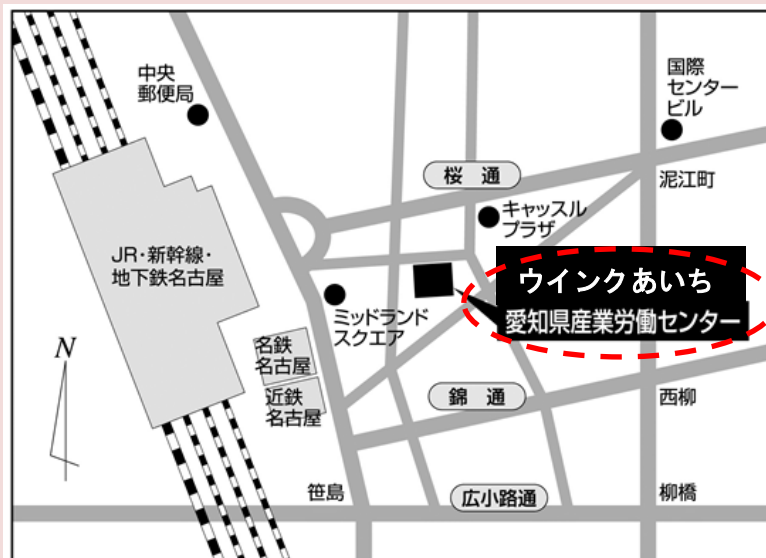 中央
郵便局
国際
センター
ビル
桜 通
泥江町
キャッスル
プラザ
JR・新幹線・
地下鉄名古屋
ウインクあいち
愛知県産業労働センター
ミッドランド
スクエア
N
名鉄
名古屋
近鉄
名古屋
錦 通
西柳
笹島
広小路通
柳橋